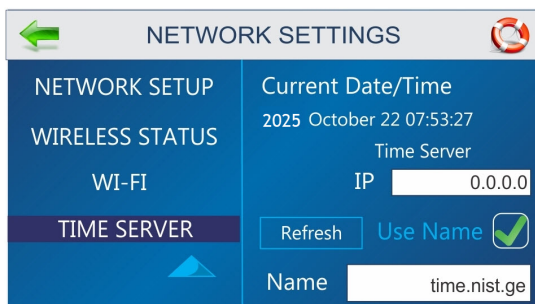 NETWORK SETTINGS
NETWORK SETUP
WIRELESS STATUS
WI-FI
TIME SERVER
Current Date/Time
2025 October 22 07:53:27
Time Server
IP 0.0.0.0
Refresh Use Name
Name time.nist.ge